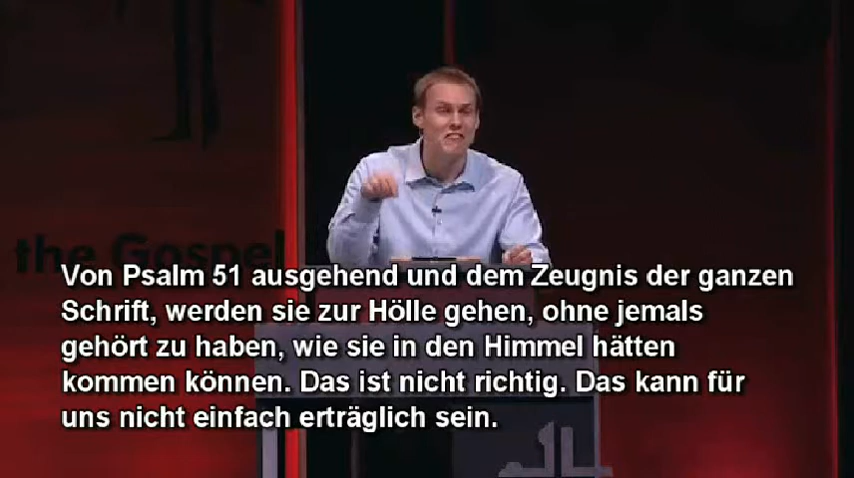 the Gospel
Von Psalm 51 ausgehend und dem Zeugnis der ganzen
Schrift, werden sie zur Hölle gehen, ohne jemals
gehört zu haben, wie sie in den Himmel hätten
kommen können. Das ist nicht richtig. Das kann für
uns nicht einfach erträglich sein.